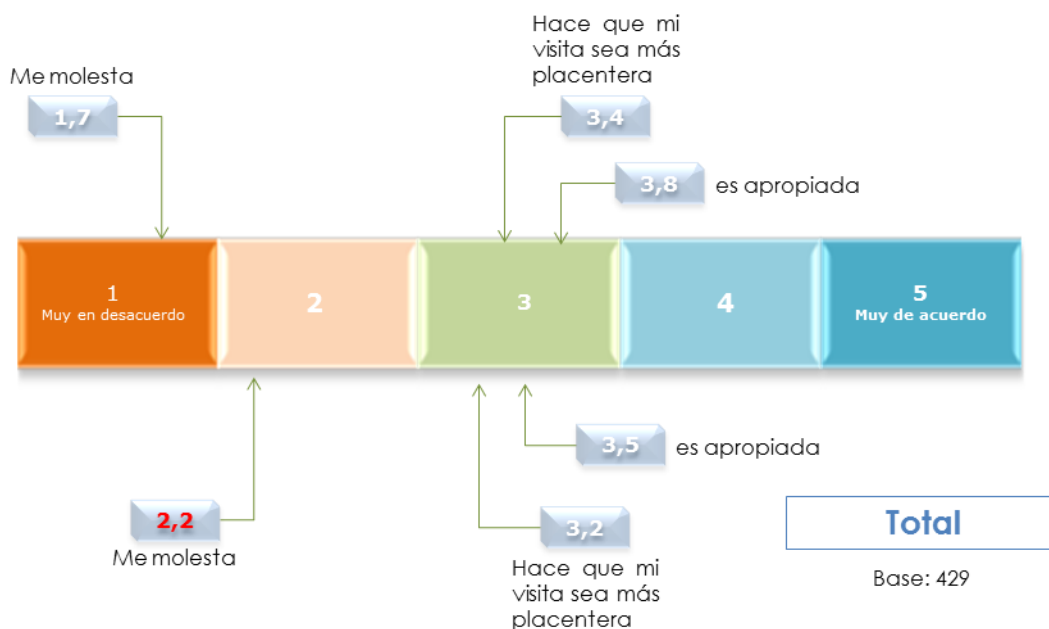 Hace que mi
visita sea más
placentera
Me molesta
1,7
3,4
3,8 es apropiada
1
Muy en desacuerdo
2
3
4
5
Muy de acuerdo
3,5 es apropiada
2,2
Me molesta
3,2
Hace que mi
visita sea más
placentera
Total
Base: 429